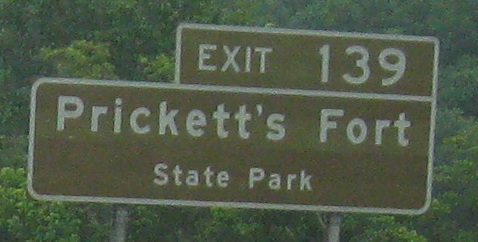 EXIT 139
Prickett's Fort
State Park